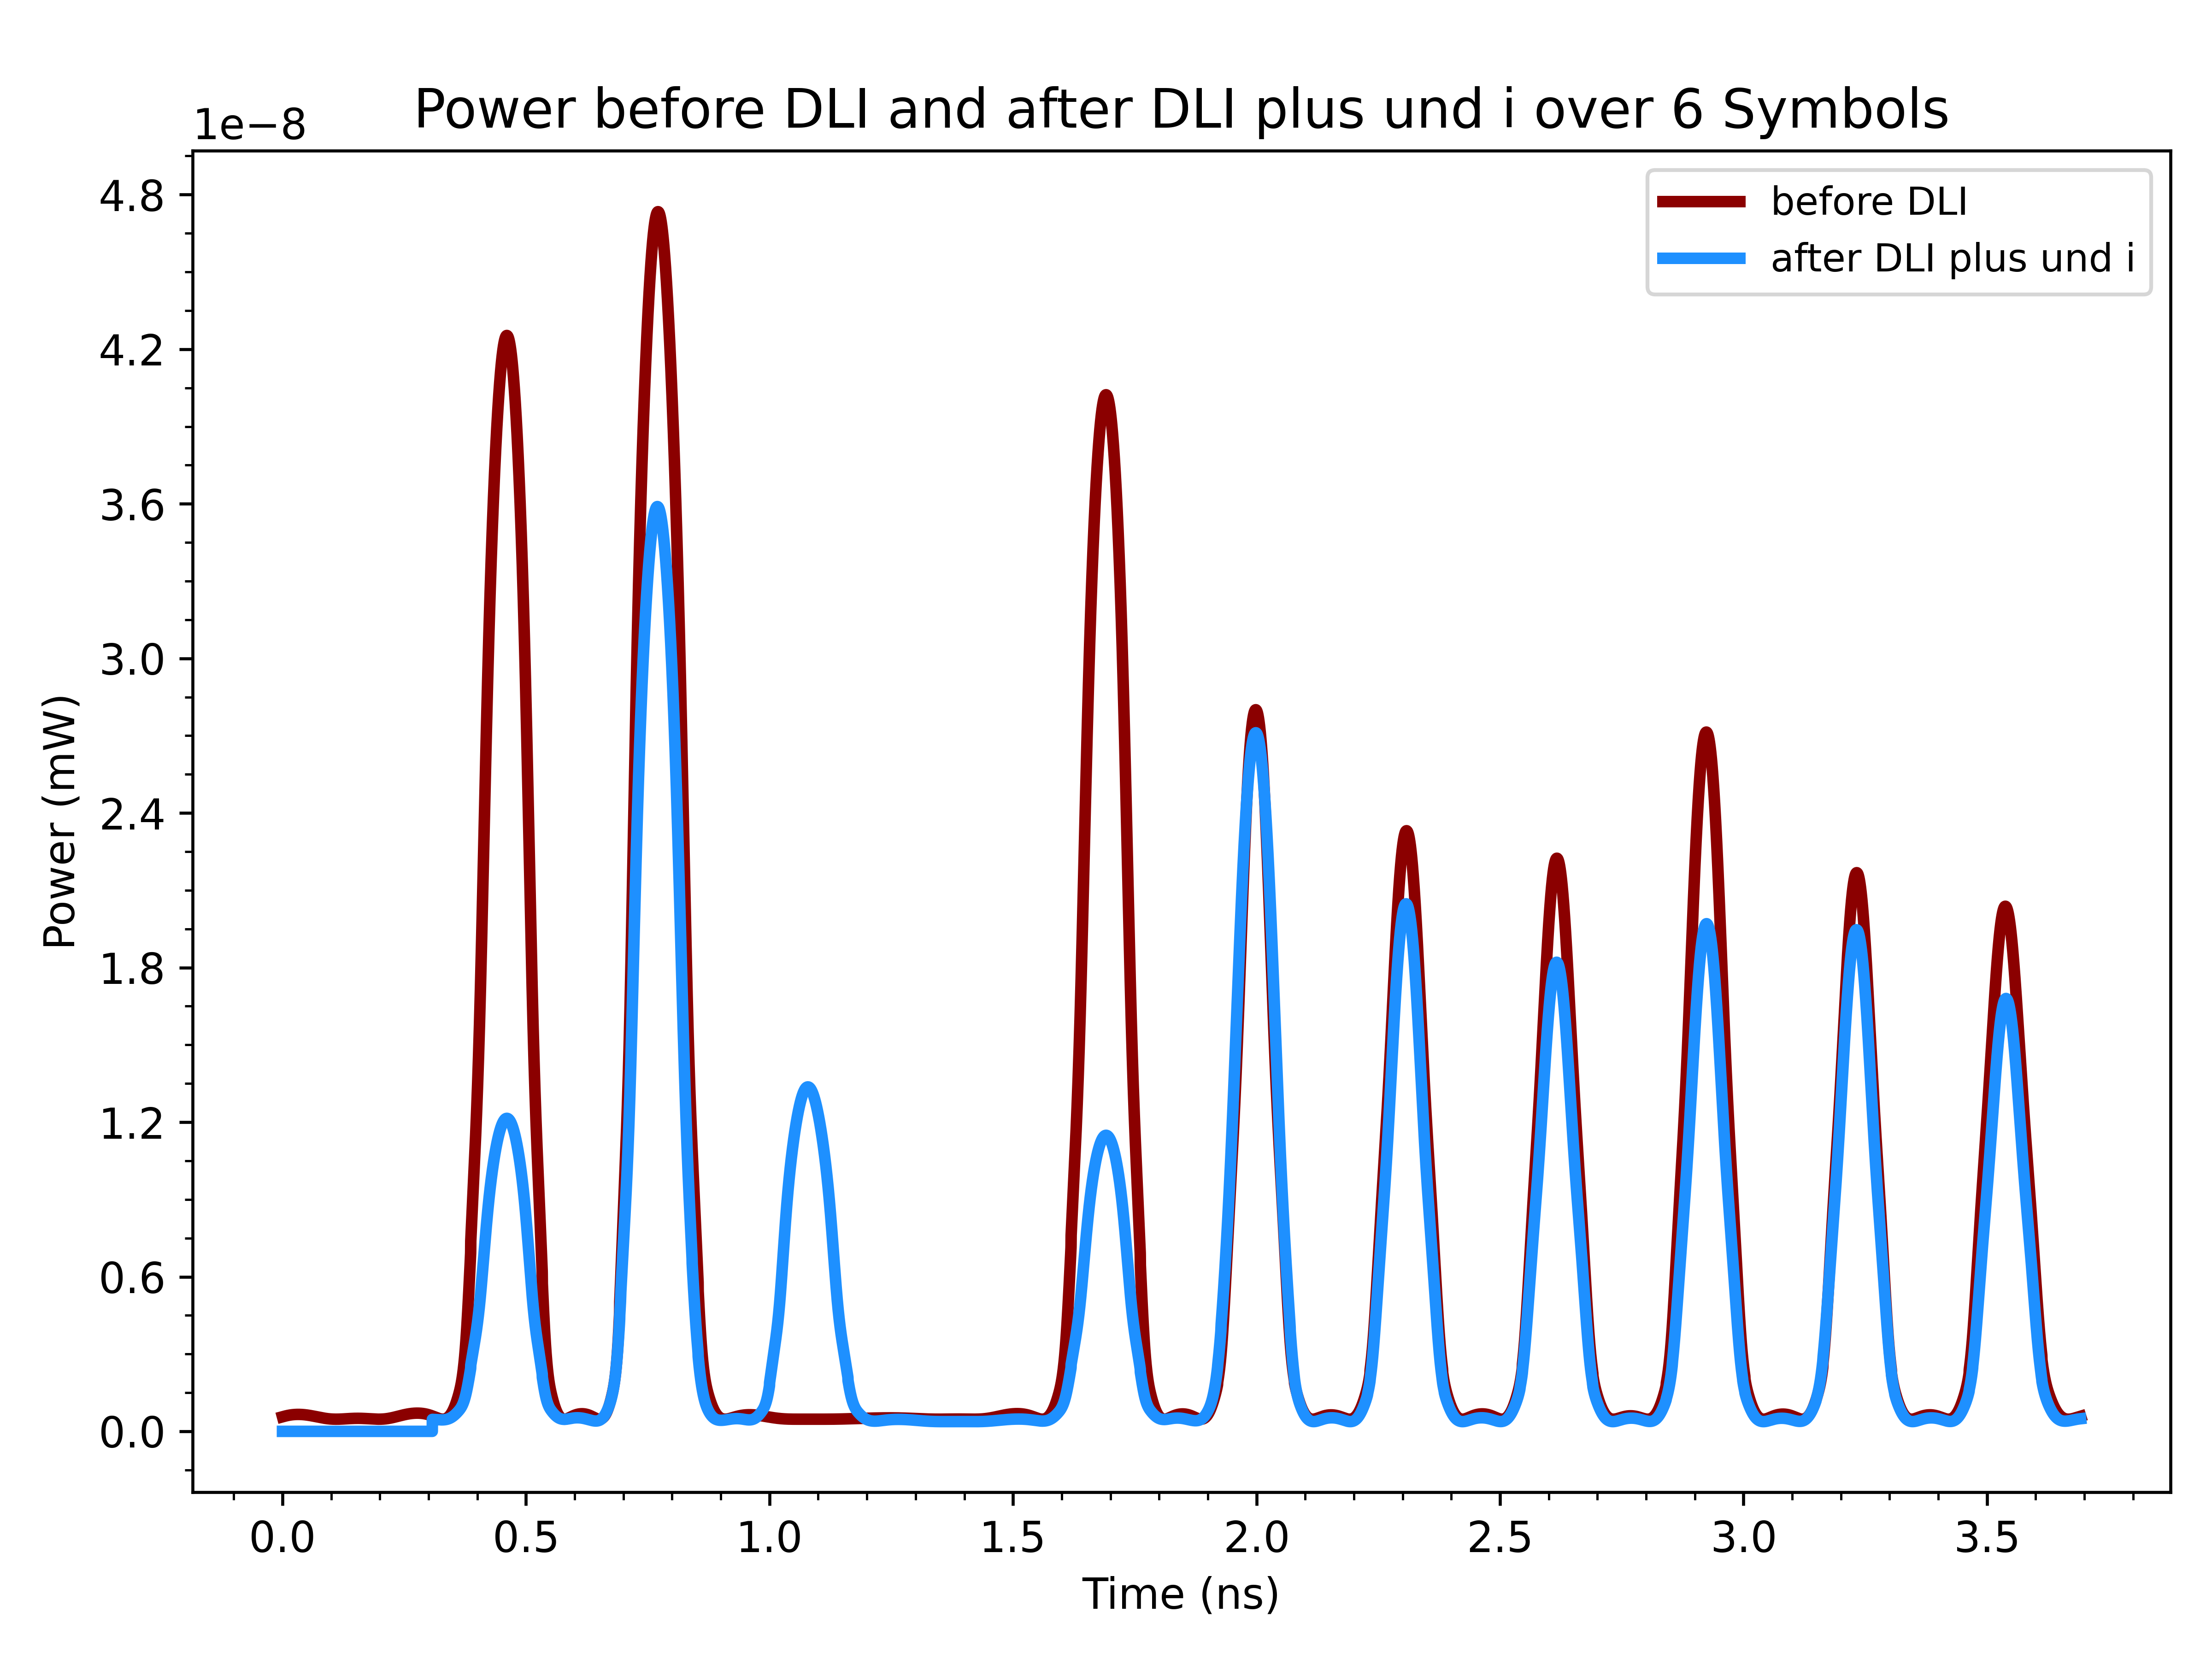 Power before DLI and after DLI plus und i over 6 Symbols
1e−8
before DLI
after DLI plus und i
4.8
4.2
3.6
3.0
2.4
1.8
1.2
0.6
0.0
Power (mW)
0.0 0.5 1.0 1.5 2.0 2.5 3.0 3.5
Time (ns)